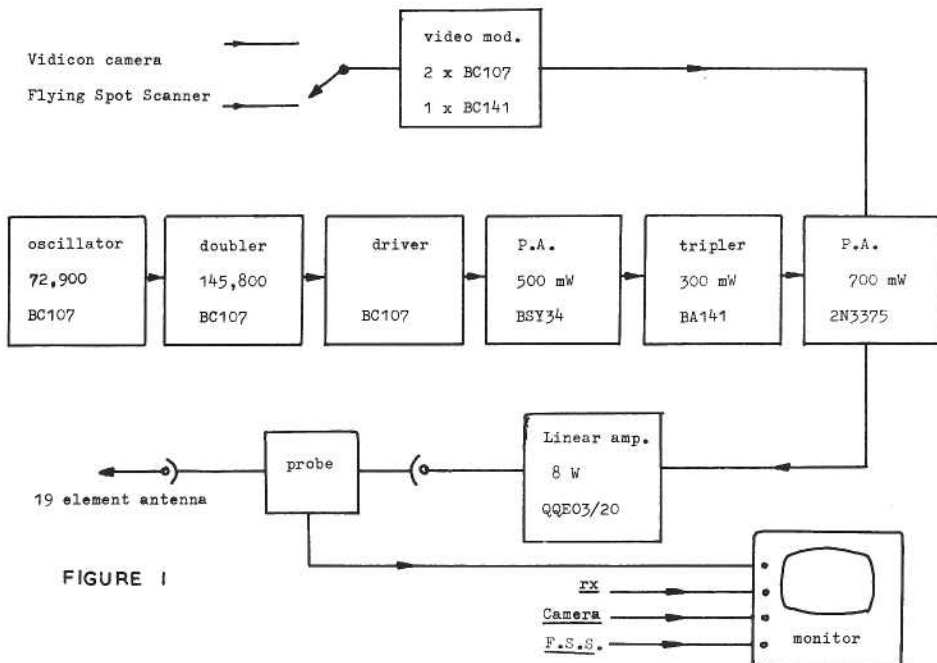 Vidicon camera
Flying Spot Scanner
video mod.
2 x BC107
1 x BC141
oscillator
72,900
BC107
doubler
145,800
BC107
driver
BC107
P.A.
500 mW
BSY34
tripler
300 mW
BA141
P.A.
700 mW
2N3375
19 element antenna
probe
Linear amp.
8 W
QQE03/20
FIGURE 1
rx
Camera
F.S.S.
monitor